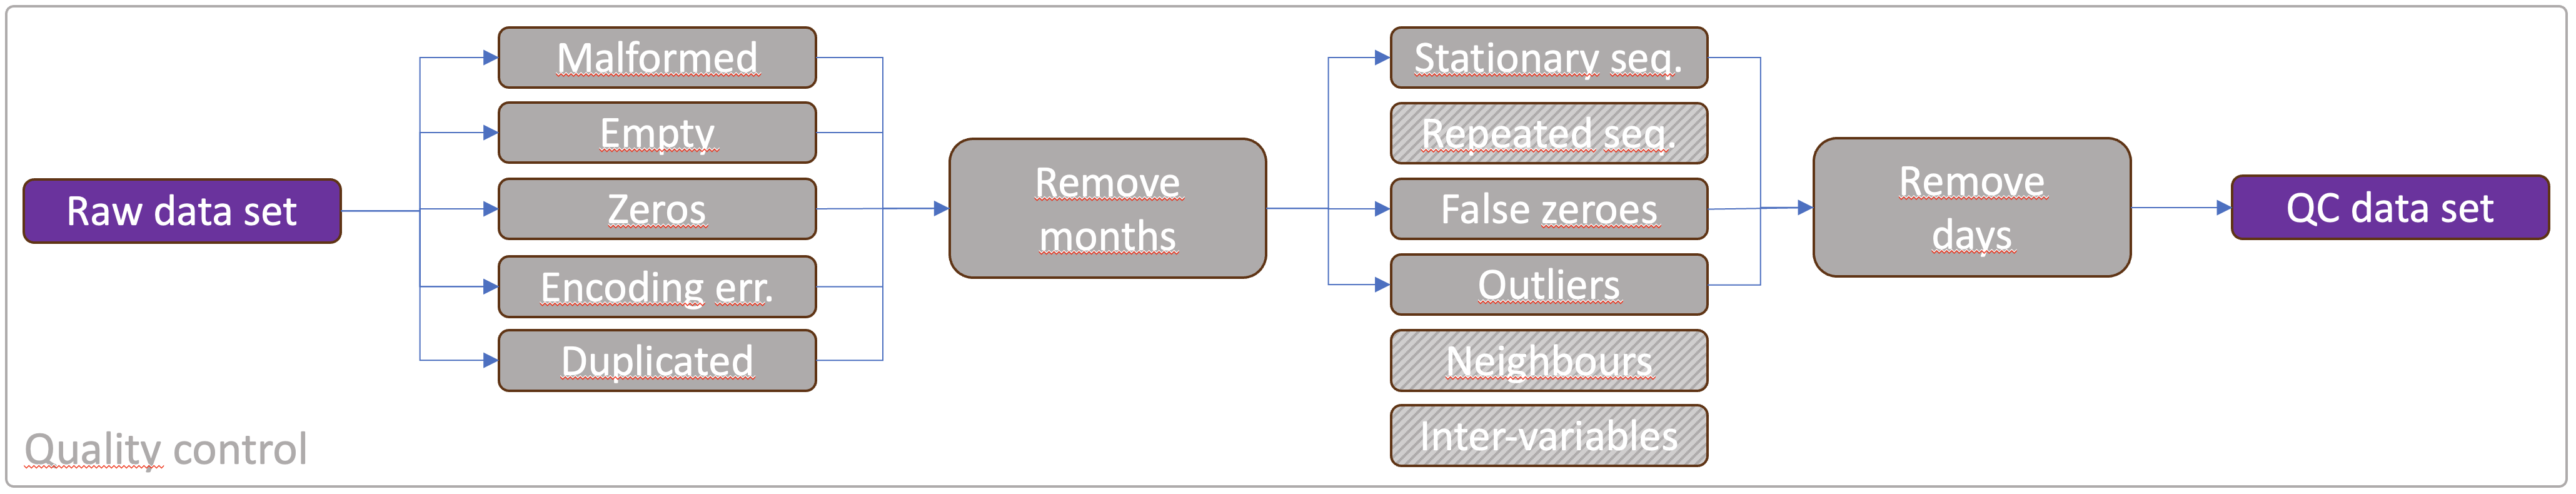 Raw data set
Malformed
Empty
Zeros
Encoding err.
Duplicated
Remove
months
Stationary seq.
Repeated seq.
False zeroes
Outliers
Neighbours
Inter-variables
Remove
days
QC data set
Quality control